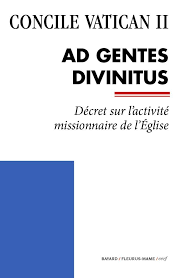 CONCILE VATICAN II
AD GENTES
DIVINITUS
Décret sur l'activité
missionnaire de l'Église
BAYARD / FLEURUS-MAME / cerf